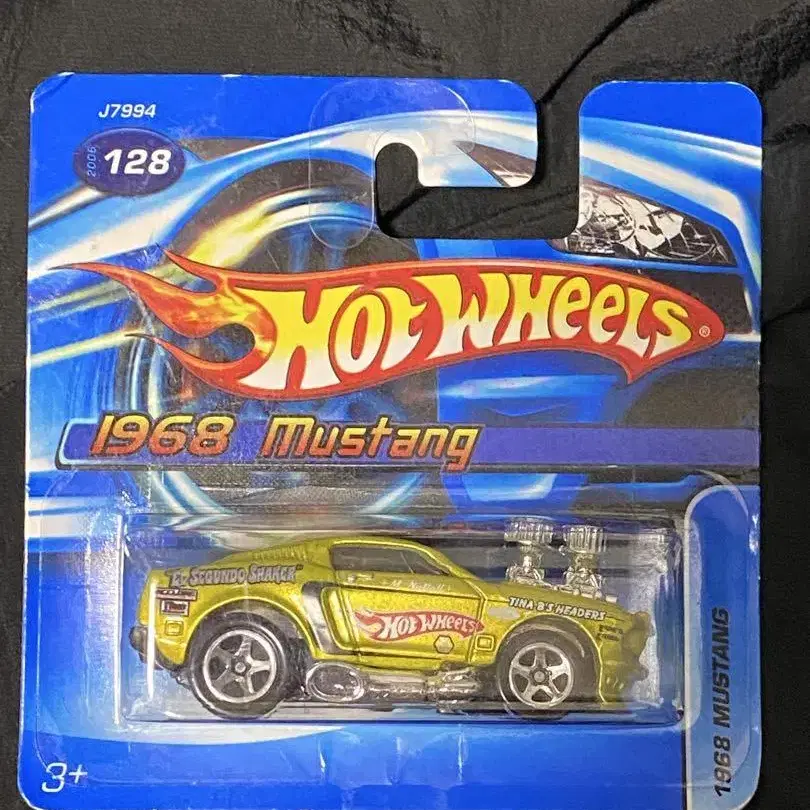 J7994
2006
128
HOT WHEELS®
1968 Mustang
"EL SEGUNDO SHAKER"
TINA B'S HEADERS
HOT WHEELS
1968 MUSTANG
3+